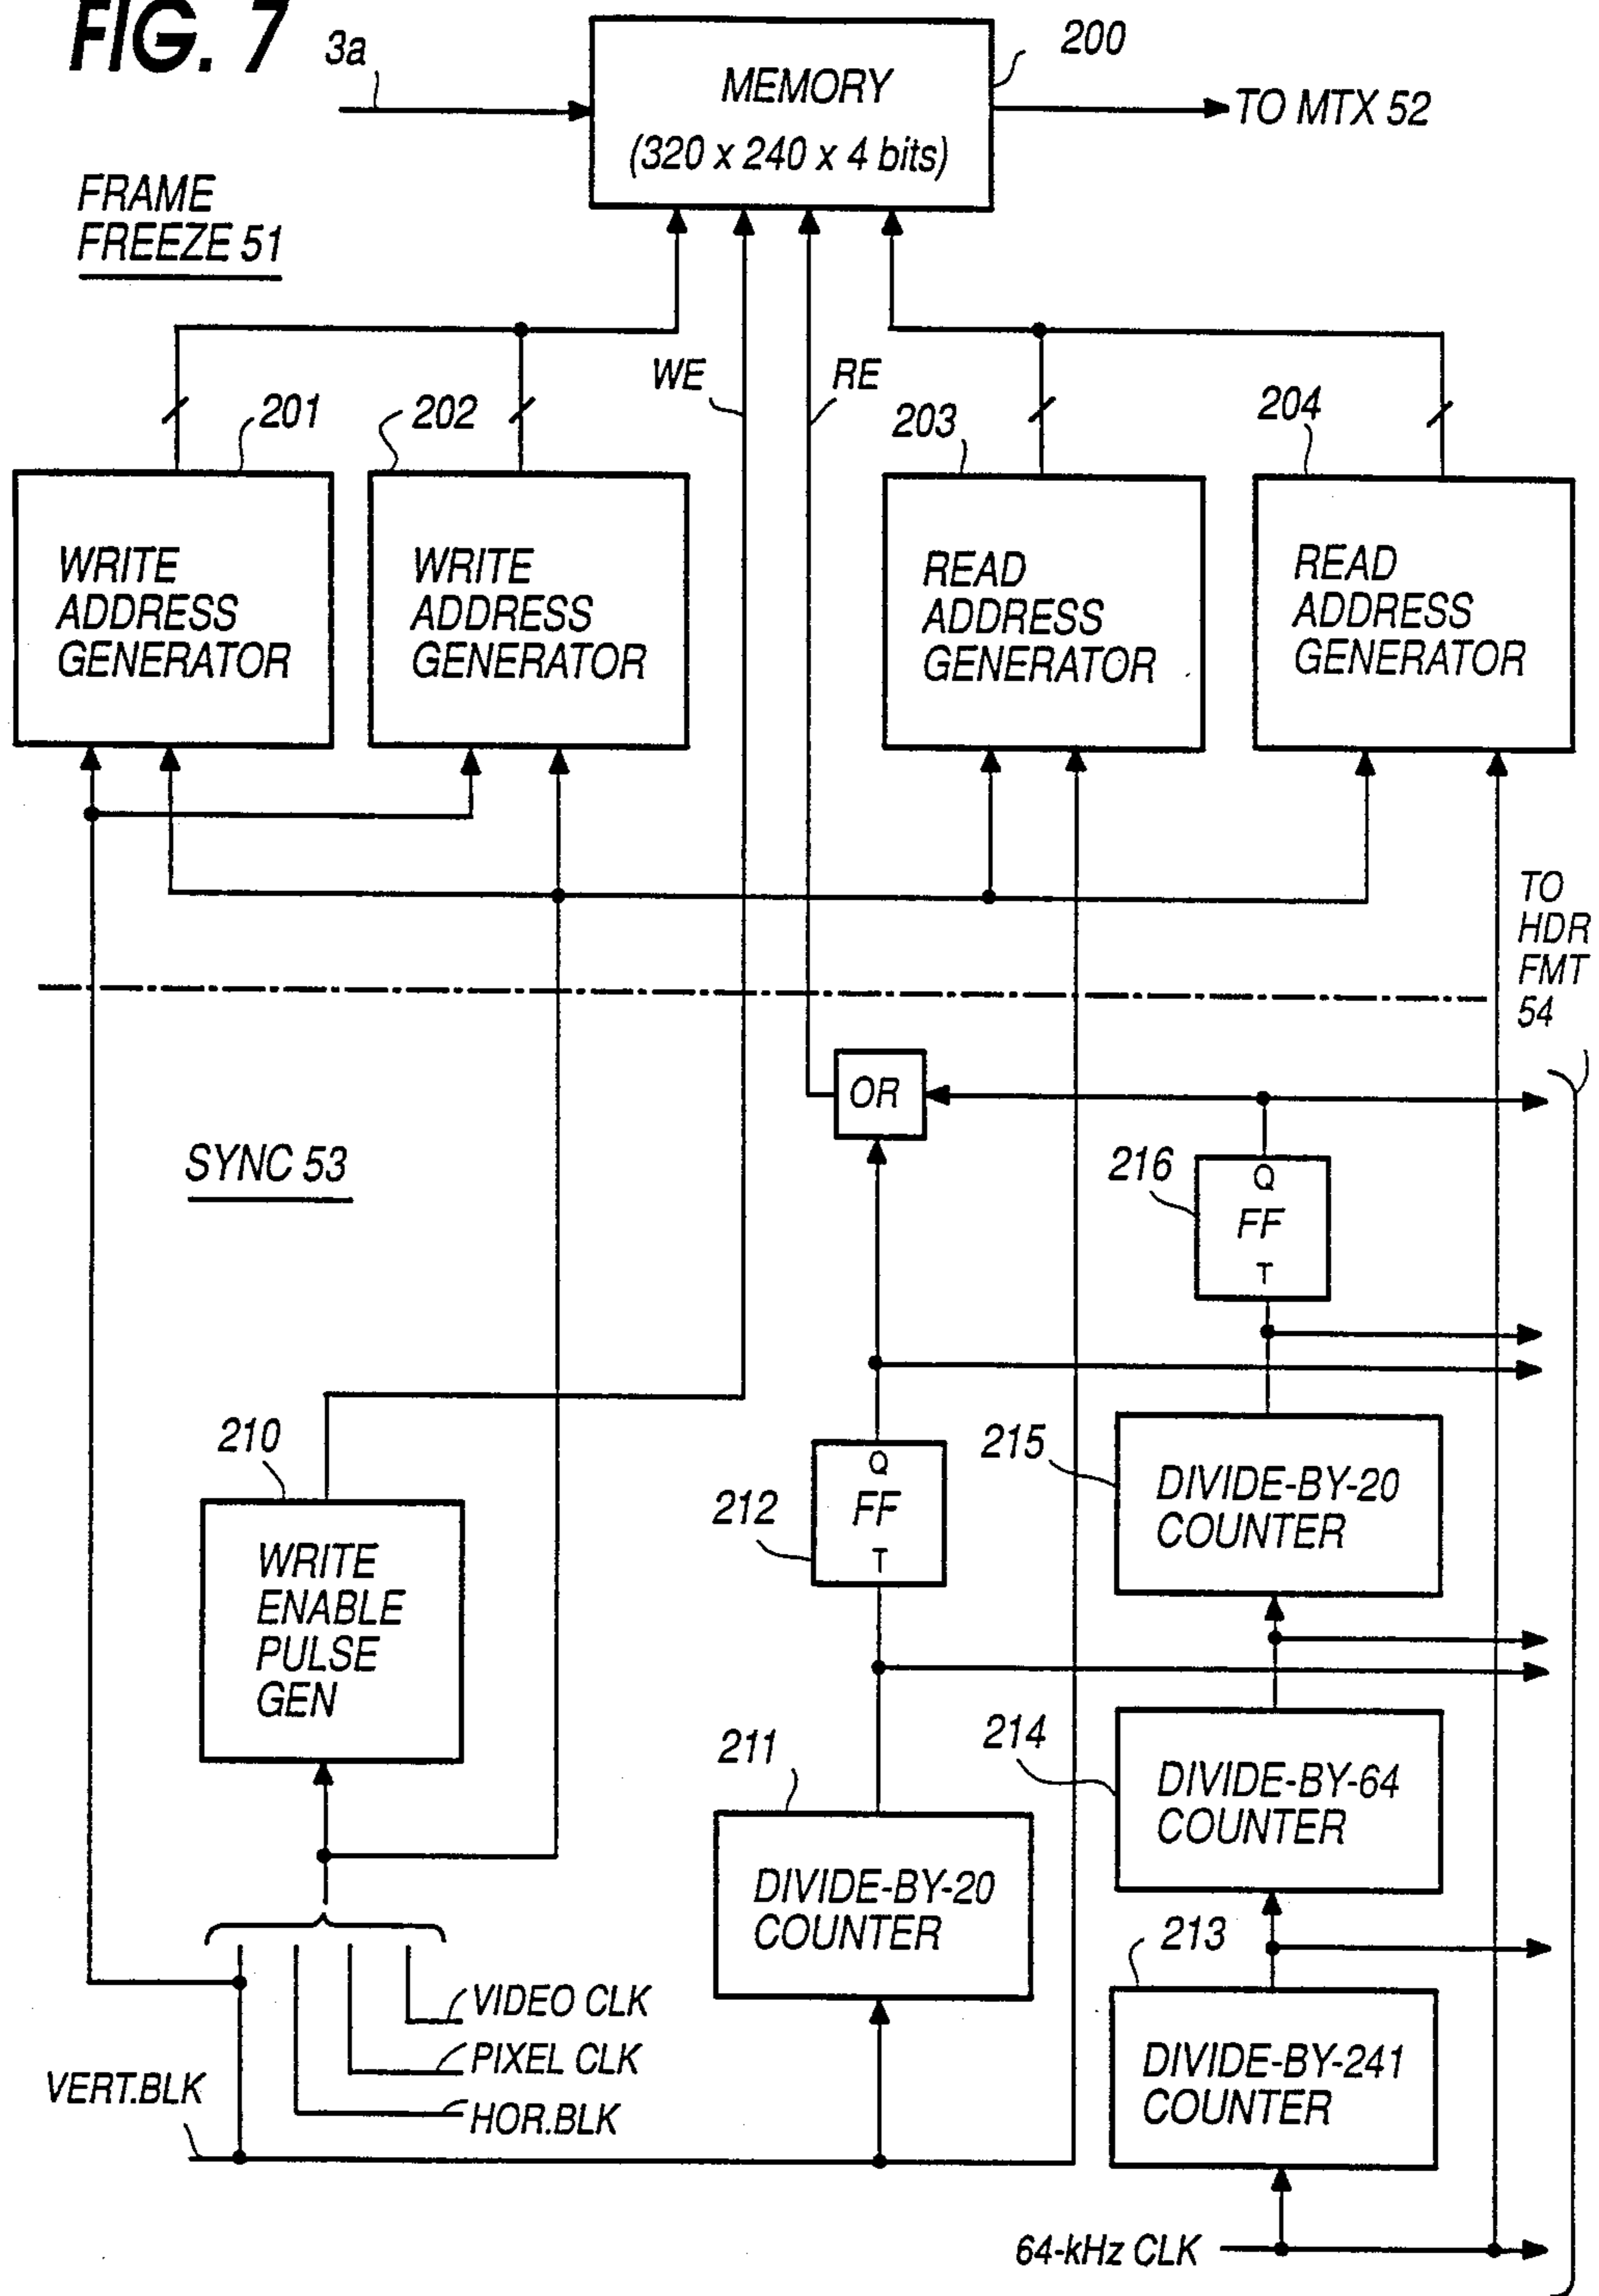 FIG. 7
3a
200
MEMORY
(320 x 240 x 4 bits)
TO MTX 52
FRAME
FREEZE 51
WE
RE
201
202
203
204
WRITE
ADDRESS
GENERATOR
WRITE
ADDRESS
GENERATOR
READ
ADDRESS
GENERATOR
READ
ADDRESS
GENERATOR
TO
HDR
FMT
54
OR
SYNC 53
216
Q
FF
T
210
WRITE
ENABLE
PULSE
GEN
212
Q
FF
T
215
DIVIDE-BY-20
COUNTER
211
DIVIDE-BY-20
COUNTER
214
DIVIDE-BY-64
COUNTER
213
DIVIDE-BY-241
COUNTER
VIDEO CLK
PIXEL CLK
HOR.BLK
VERT.BLK
64-kHz CLK